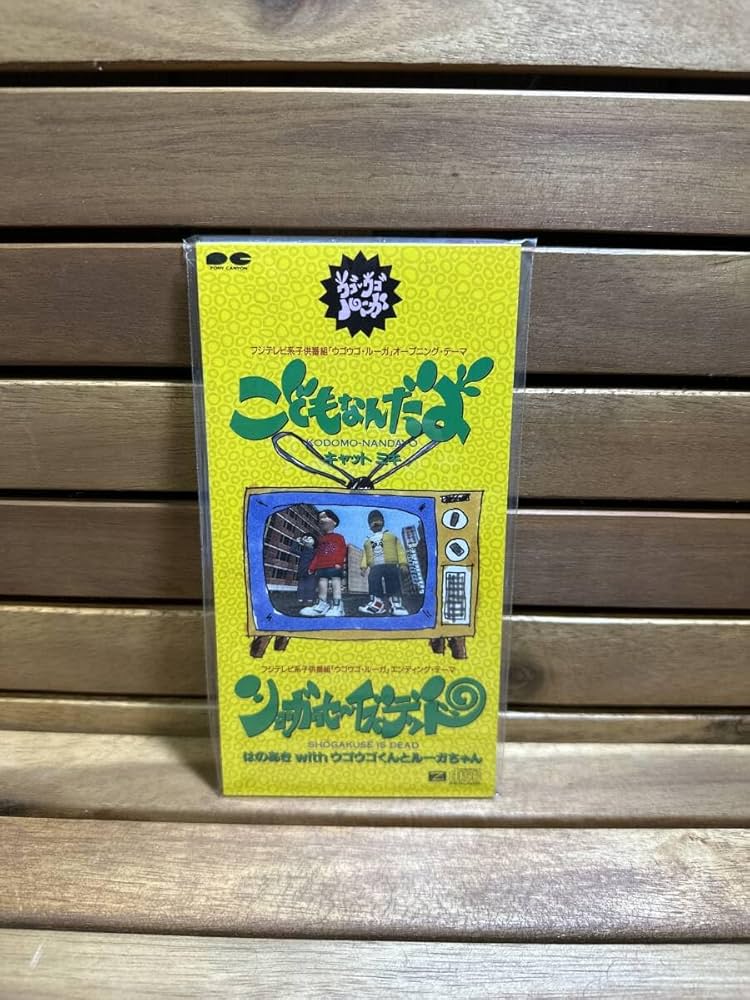 PONY CANYON
ウゴウゴ
ルーガ
フジテレビ系子供番組「ウゴウゴ・ルーガ」オープニング・テーマ
こどもなんだよ
KODOMO-NANDAYO
キャット ミキ
フジテレビ系子供番組「ウゴウゴ・ルーガ」エンディング・テーマ
ショーガクセーイズデッド
SHOGAKUSE IS DEAD
はのあき with ウゴウゴくんとルーガちゃん